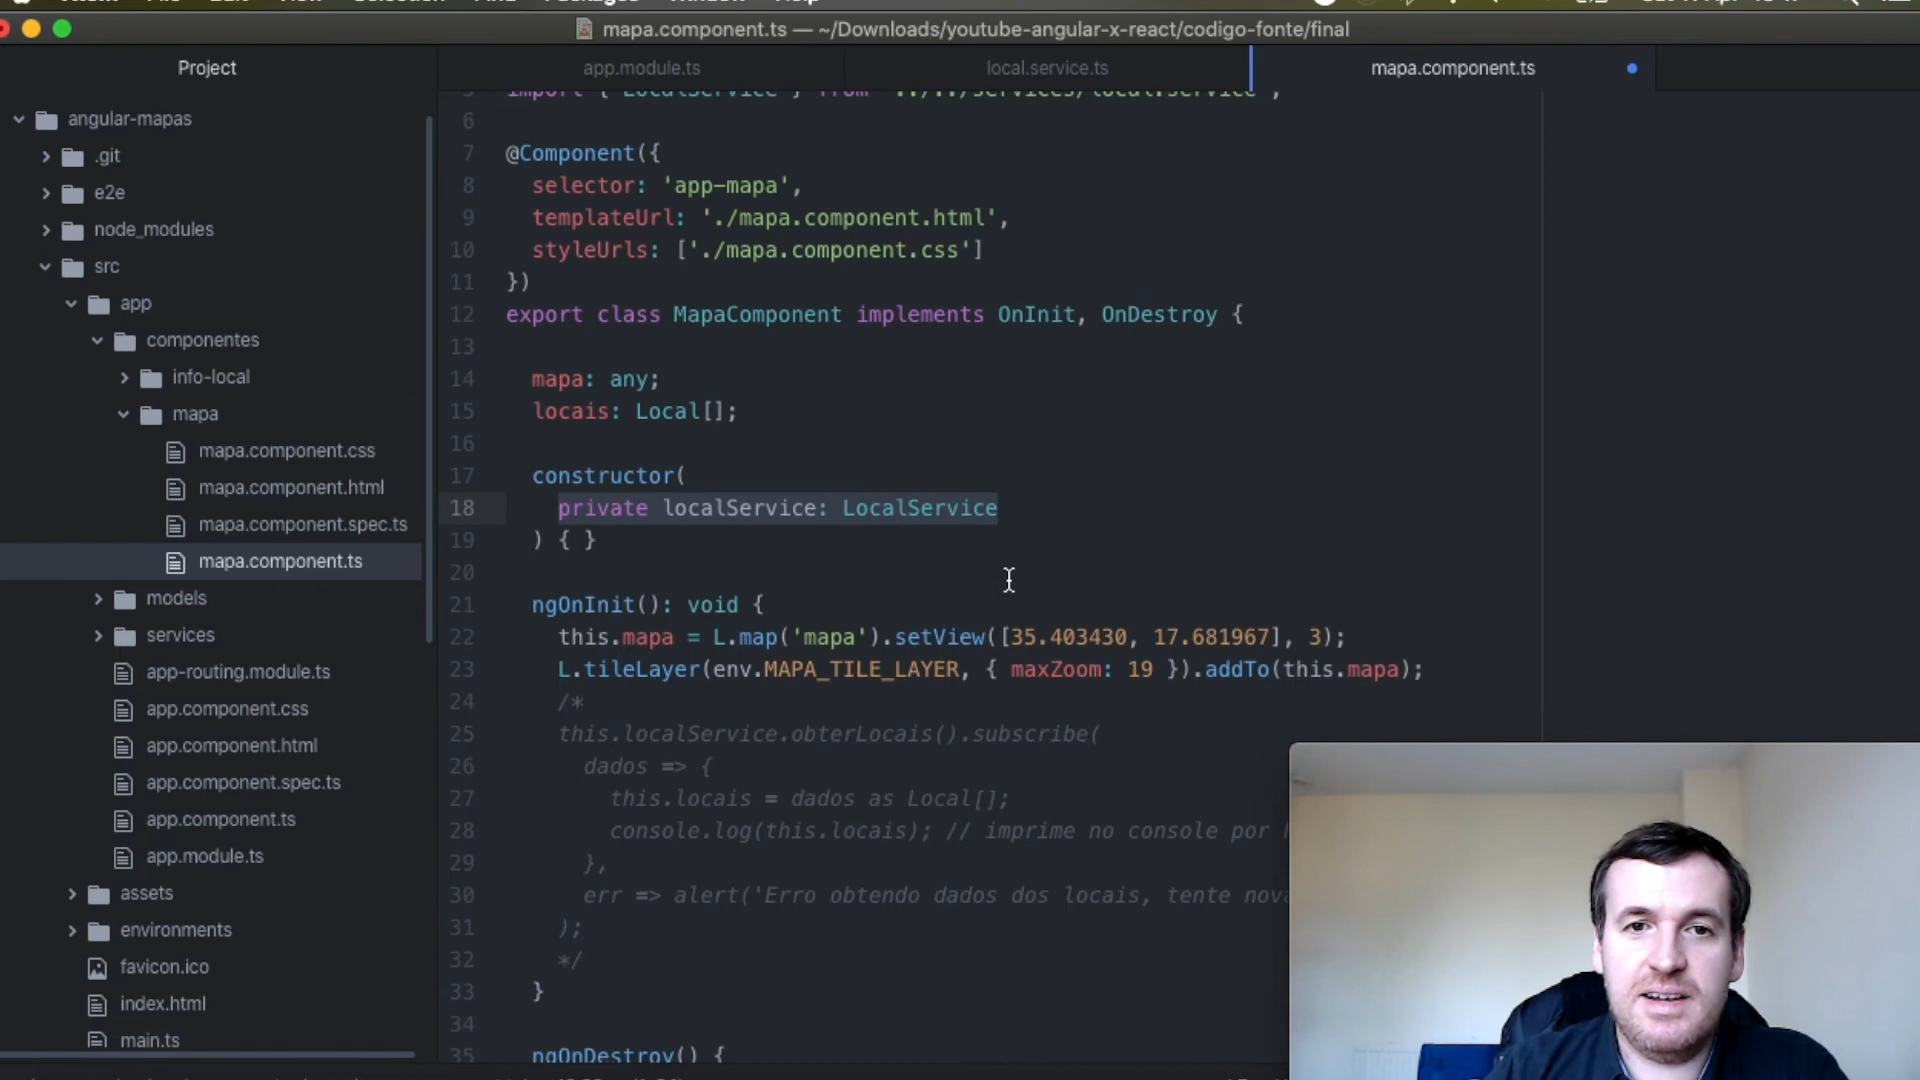 mapa.component.ts — ~/Downloads/youtube-angular-x-react/codigo-fonte/final
Project
app.module.ts
local.service.ts
mapa.component.ts
angular-mapas
.git
e2e
node_modules
src
app
componentes
info-local
mapa
mapa.component.css
mapa.component.html
mapa.component.spec.ts
mapa.component.ts
models
services
app-routing.module.ts
app.component.css
app.component.html
app.component.spec.ts
app.component.ts
app.module.ts
assets
environments
favicon.ico
index.html
main.ts
import { LocalService } from '../../services/local.service';
6
7 @Component({
8 selector: 'app-mapa',
9 templateUrl: './mapa.component.html',
10 styleUrls: ['./mapa.component.css']
11 })
12 export class MapaComponent implements OnInit, OnDestroy {
13
14 mapa: any;
15 locais: Local[];
16
17 constructor(
18 private localService: LocalService
19 ) { }
20
21 ngOnInit(): void {
22 this.mapa = L.map('mapa').setView([35.403430, 17.681967], 3);
23 L.tileLayer(env.MAPA_TILE_LAYER, { maxZoom: 19 }).addTo(this.mapa);
24 /*
25 this.localService.obterLocais().subscribe(
26 dados => {
27 this.locais = dados as Local[];
28 console.log(this.locais); // imprime no console por
29 },
30 err => alert('Erro obtendo dados dos locais, tente
31 );
32 */
33 }
34
35 ngOnDestroy() {